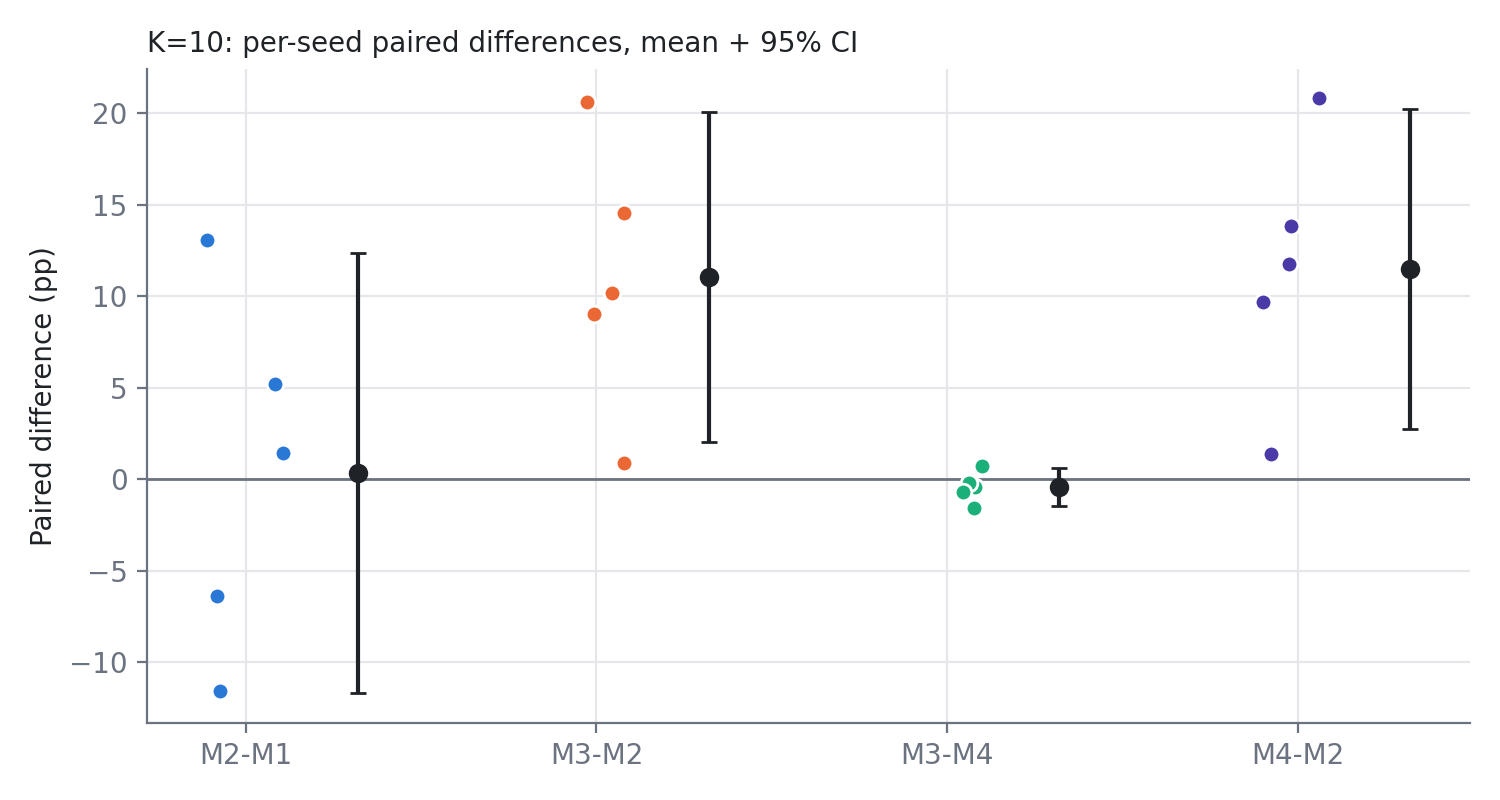 K=10: per-seed paired differences, mean + 95% CI
Paired difference (pp)
20
15
10
5
0
−5
−10
M2-M1
M3-M2
M3-M4
M4-M2